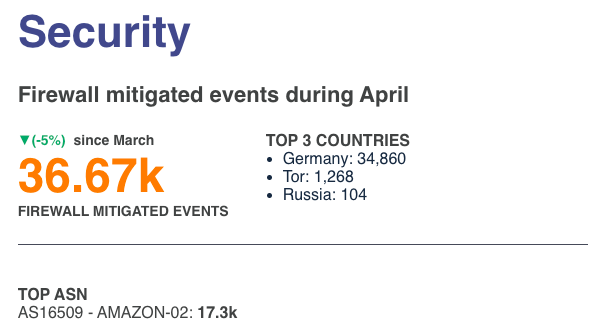 Security
Firewall mitigated events during April
▼(-5%) since March
36.67k
FIREWALL MITIGATED EVENTS
TOP 3 COUNTRIES
• Germany: 34,860
• Tor: 1,268
• Russia: 104
TOP ASN
AS16509 - AMAZON-02: 17.3k